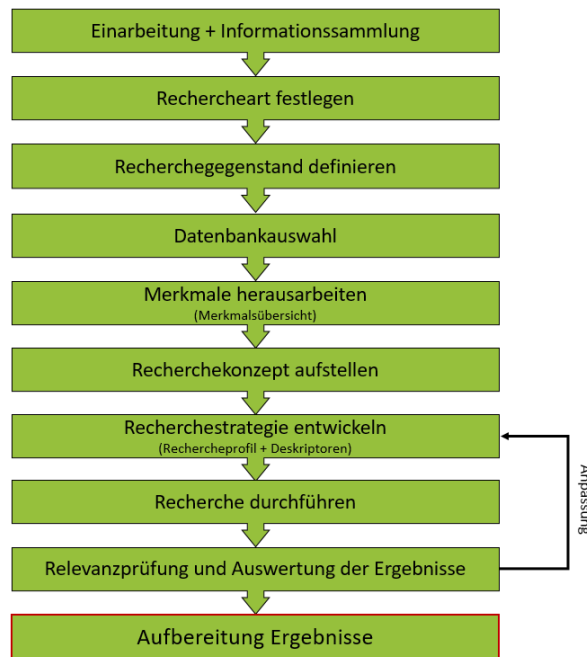 Einarbeitung + Informationssammlung
Rechercheart festlegen
Recherchegegenstand definieren
Datenbankauswahl
Merkmale herausarbeiten
(Merkmalsübersicht)
Recherchekonzept aufstellen
Recherchestrategie entwickeln
(Rechercheprofil + Deskriptoren)
Recherche durchführen
Relevanzprüfung und Auswertung der Ergebnisse
Anpassung
Aufbereitung Ergebnisse